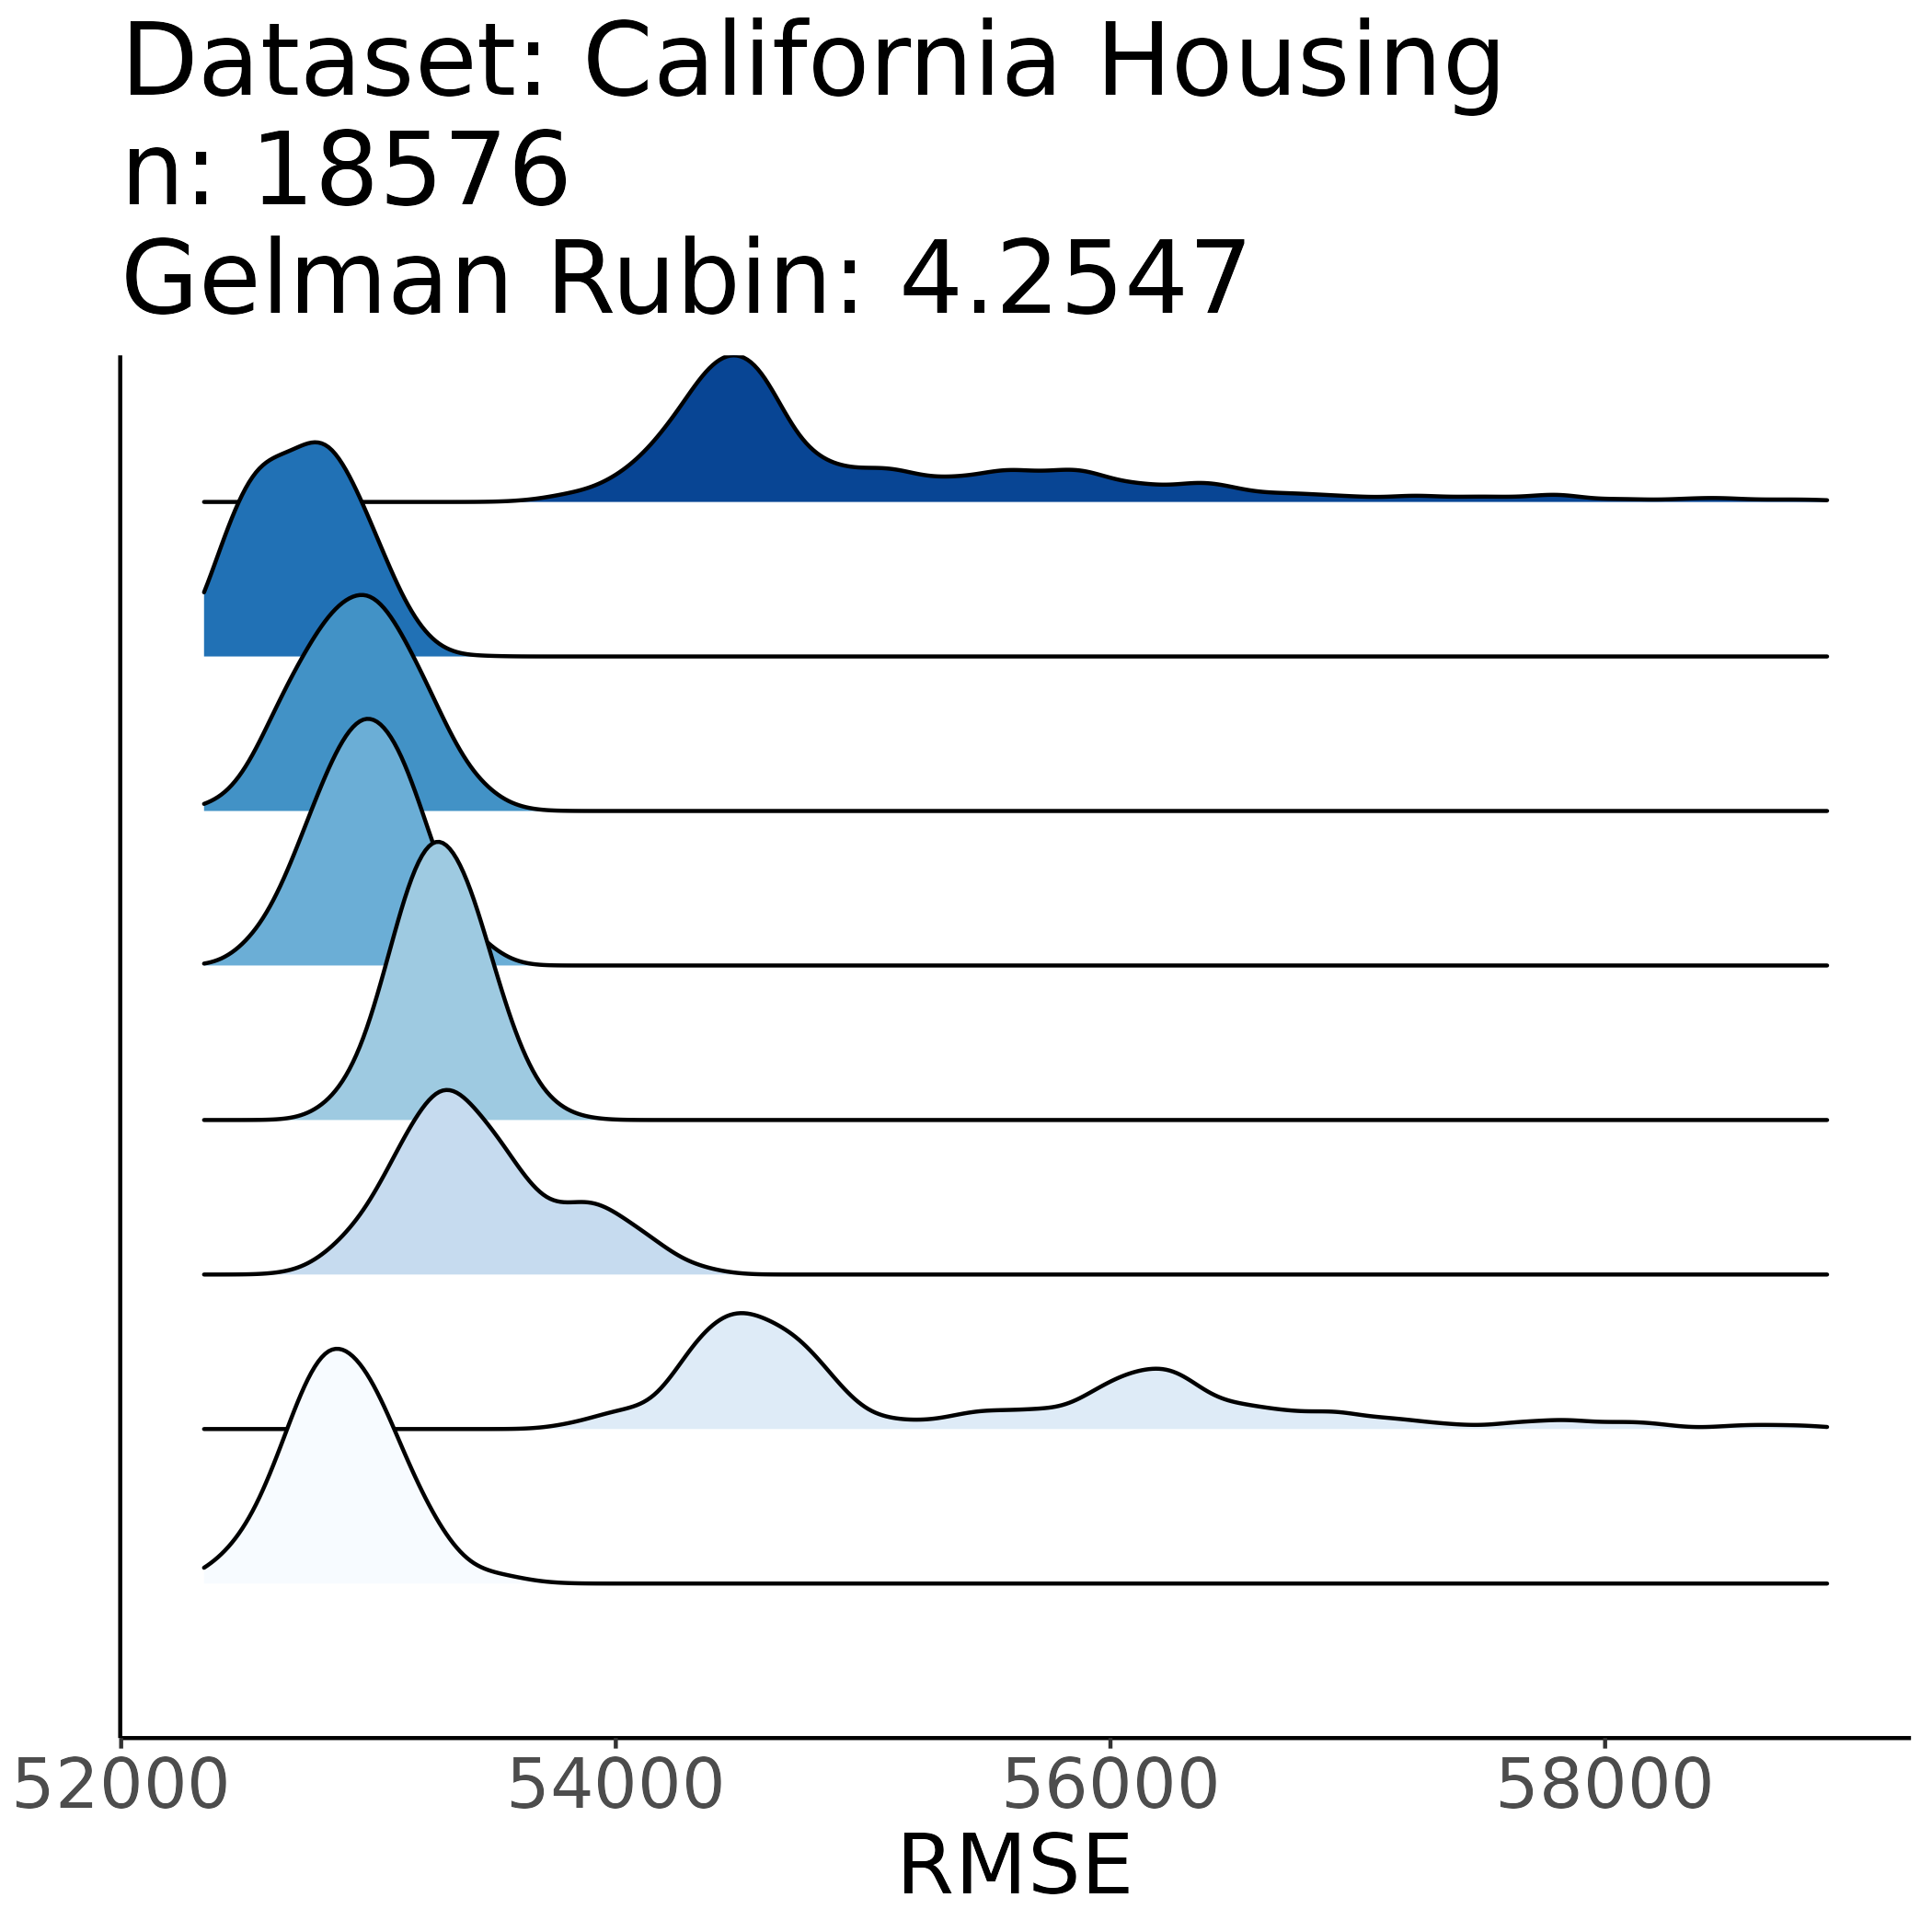 Dataset: California Housing
n: 18576
Gelman Rubin: 4.2547
52000 54000 56000 58000
RMSE